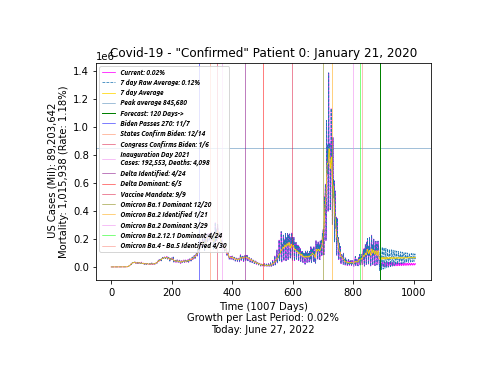 Covid-19 - "Confirmed" Patient 0: January 21, 2020
1e6
Current: 0.02%
7 day Raw Average: 0.12%
7 day Average
Peak average 845,680
Forecast: 120 Days->
Biden Passes 270: 11/7
States Confirm Biden: 12/14
Congress Confirms Biden: 1/6
Inauguration Day 2021
Cases: 192,553, Deaths: 4,098
Delta Identified: 4/24
Delta Dominant: 6/5
Vaccine Mandate: 9/9
Omicron Ba.1 Dominant 12/20
Omicron Ba.2 Identified 1/21
Omicron Ba.2 Dominant 3/29
Omicron Ba.2.12.1 Dominant 4/24
Omicron Ba.4 - Ba.5 Identified 4/30
1.4
1.2
1.0
0.8
0.6
0.4
0.2
0.0
US Cases (Mil): 89,203,642
Mortality: 1,015,938 (Rate: 1.18%)
0 200 400 600 800 1000
Time (1007 Days)
Growth per Last Period: 0.02%
Today: June 27, 2022